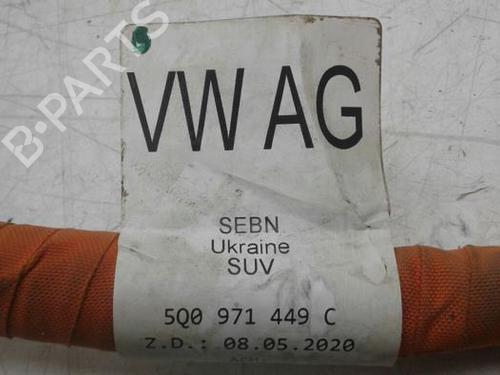 B-PARTS
VW AG
SEBN
Ukraine
SUV
5Q0 971 449 C
Z.D.: 08.05.2020